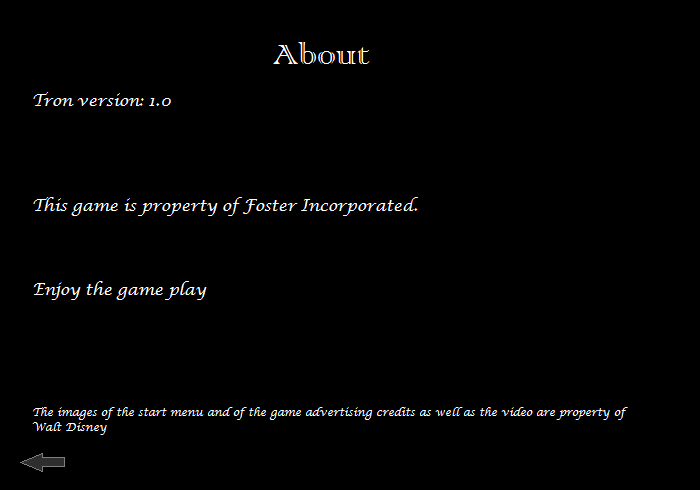 About
Tron version: 1.0
This game is property of Foster Incorporated.
Enjoy the game play
The images of the start menu and of the game advertising credits as well as the video are property of
Walt Disney